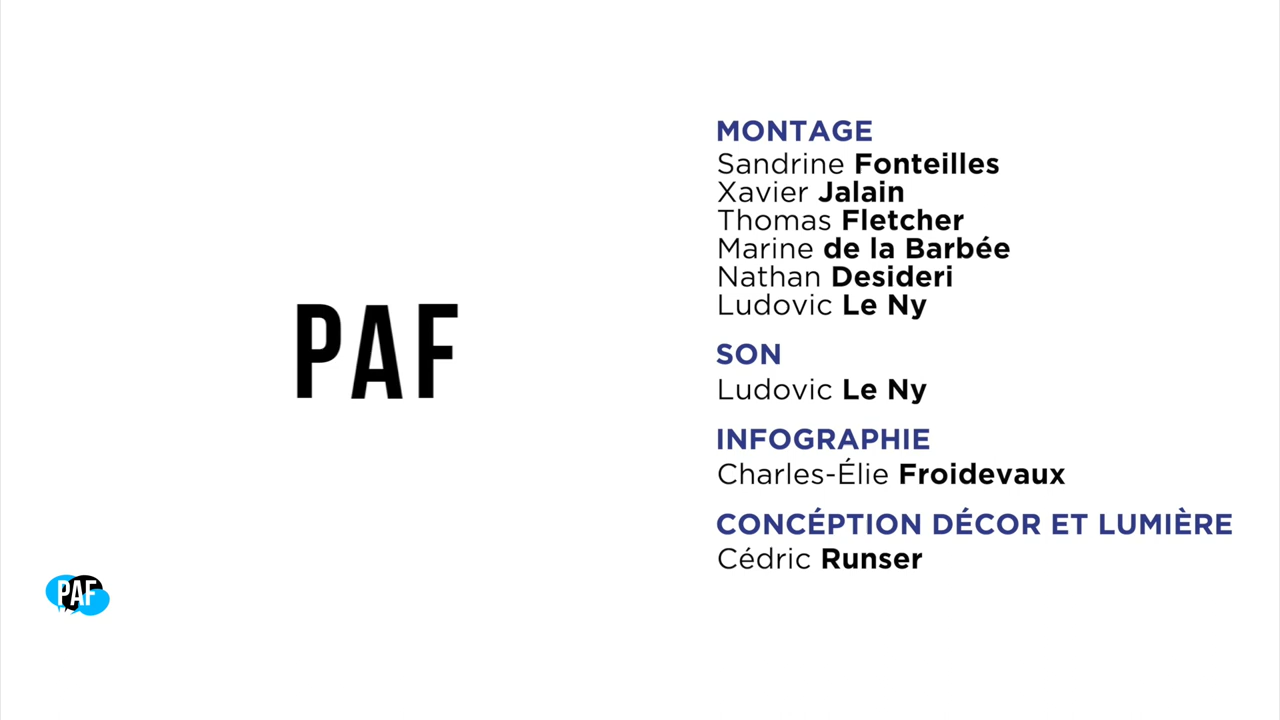 PAF
MONTAGE
Sandrine Fonteilles
Xavier Jalain
Thomas Fletcher
Marine de la Barbée
Nathan Desideri
Ludovic Le Ny
SON
Ludovic Le Ny
INFOGRAPHIE
Charles-Élie Froidevaux
CONCÉPTION DÉCOR ET LUMIÈRE
Cédric Runser
PAF